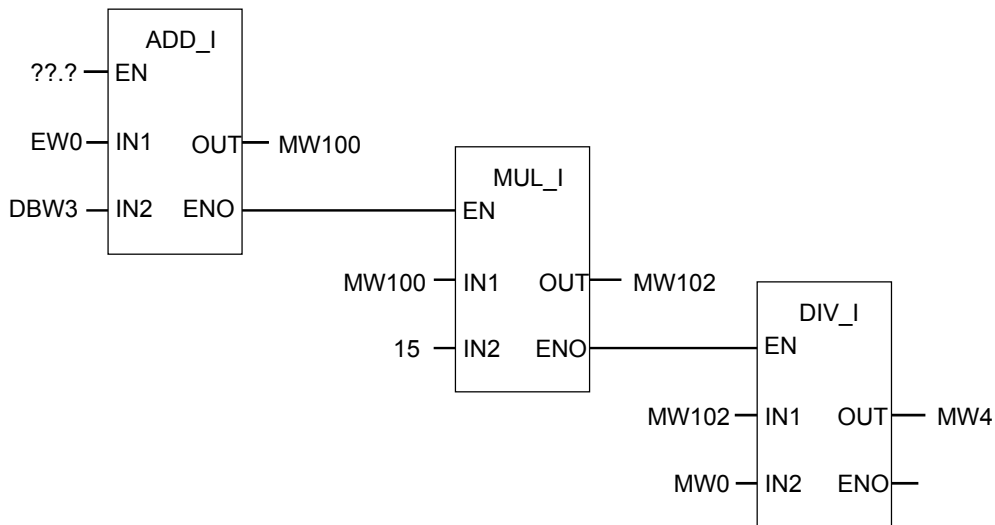 ADD_I
??.? EN
EW0 IN1 OUT MW100
DBW3 IN2 ENO
MUL_I
EN
MW100 IN1 OUT MW102
15 IN2 ENO
DIV_I
EN
MW102 IN1 OUT MW4
MW0 IN2 ENO